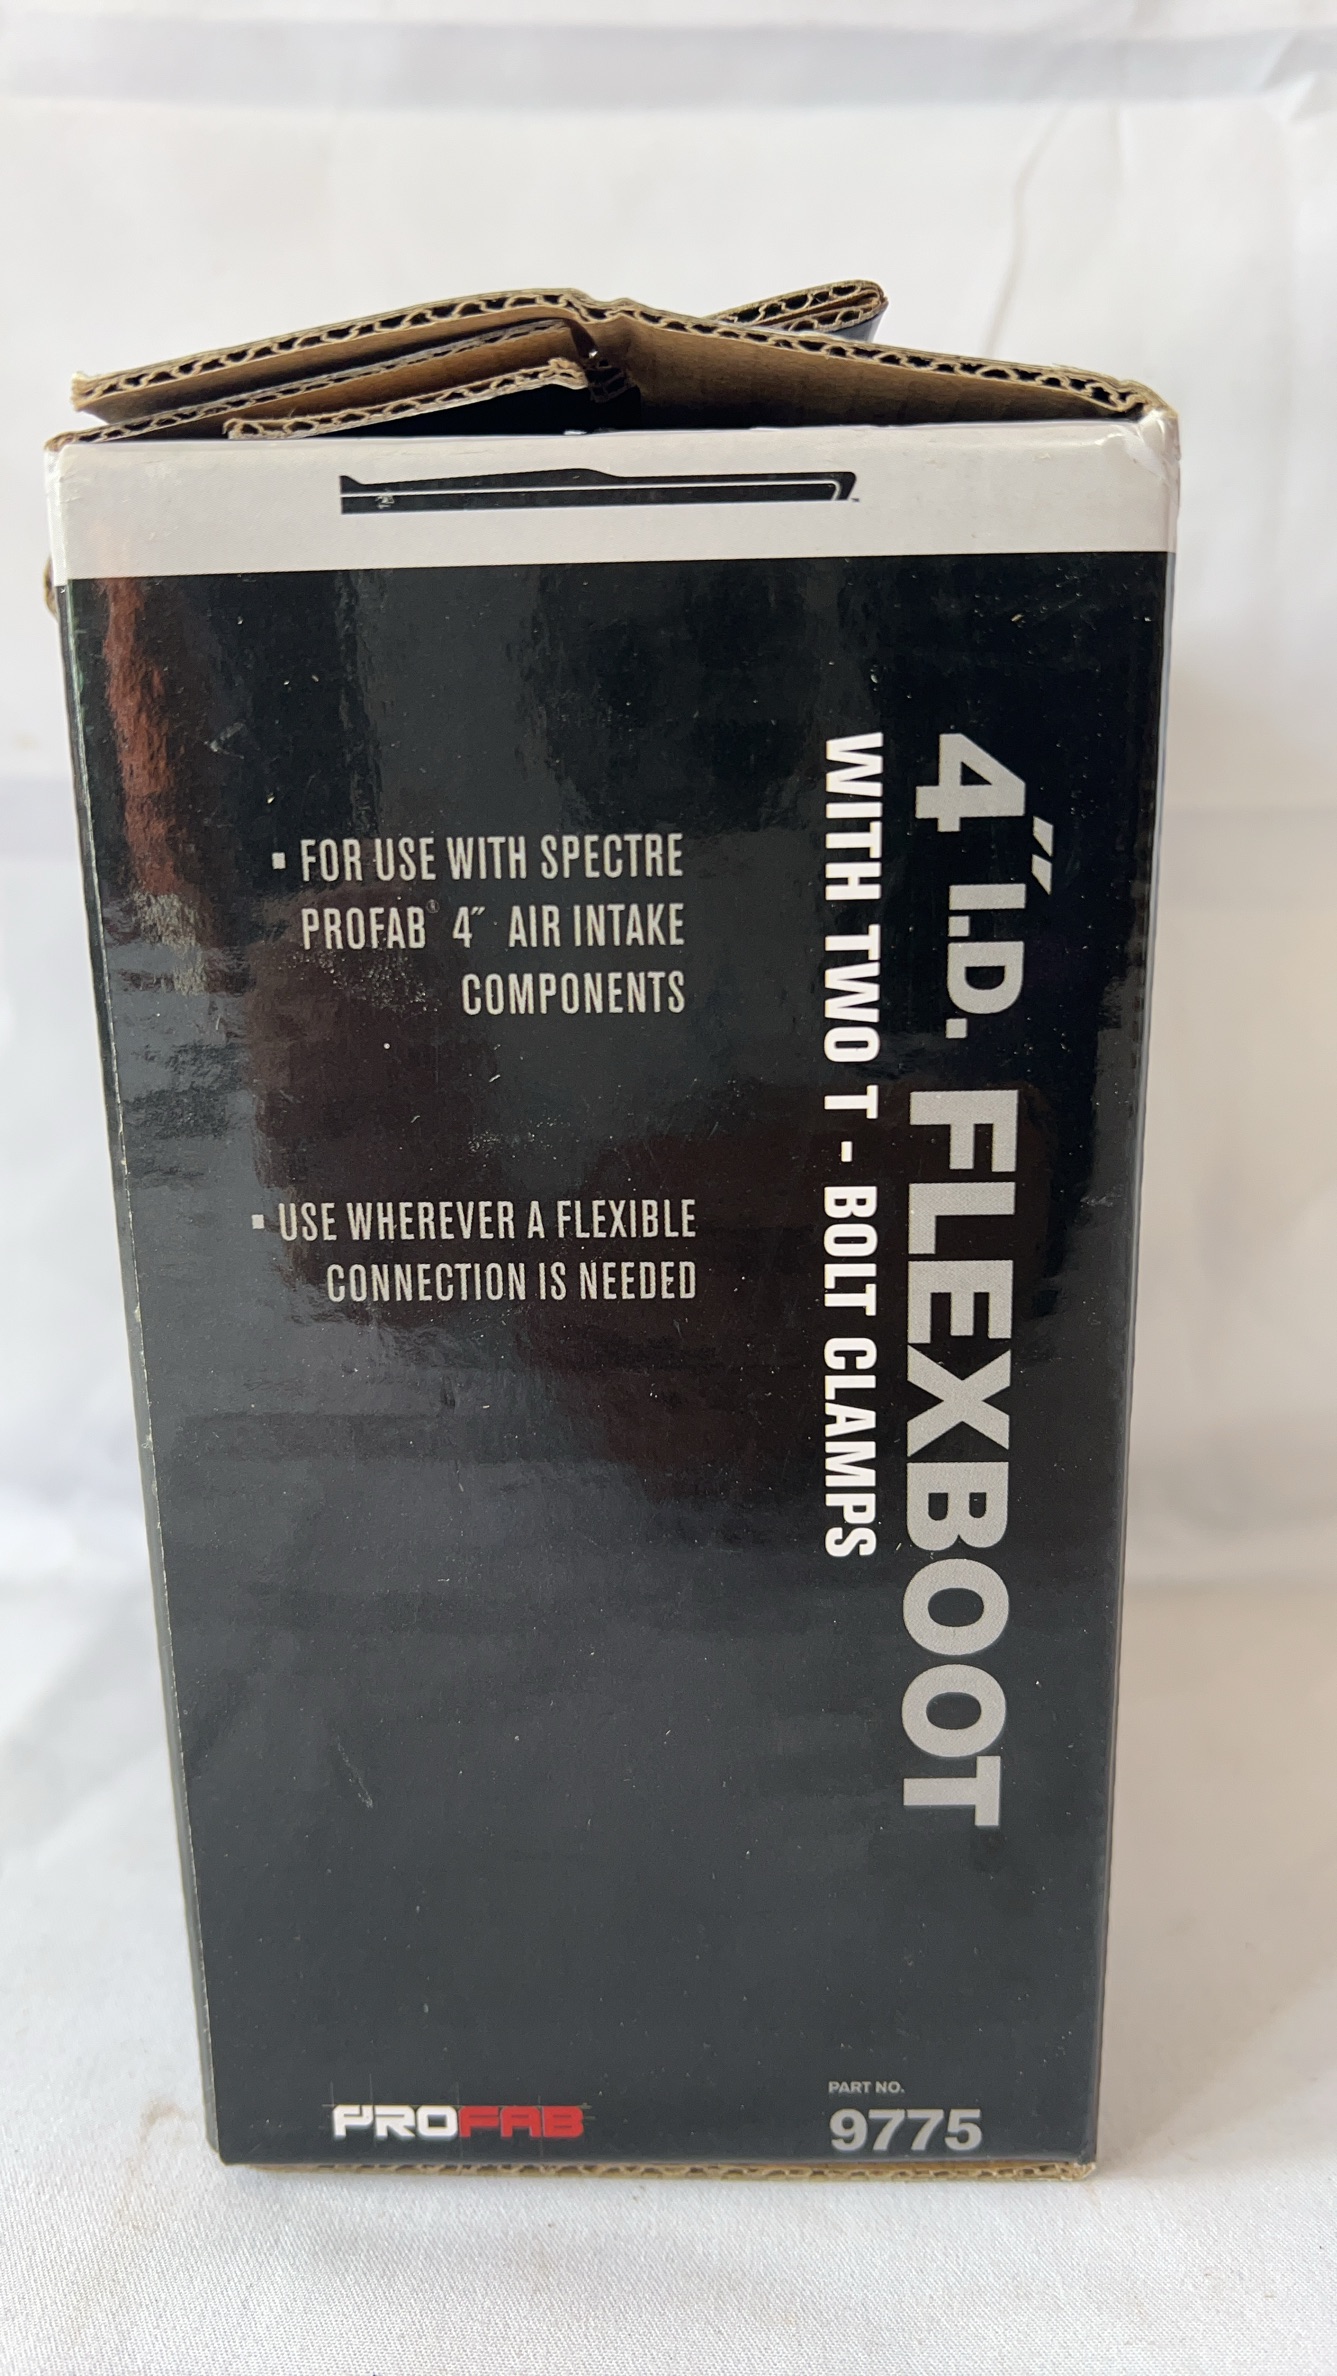 4" I.D. FLEXBOOT
WITH TWO T - BOLT CLAMPS
▪ FOR USE WITH SPECTRE
PROFAB® 4" AIR INTAKE
COMPONENTS
▪ USE WHEREVER A FLEXIBLE
CONNECTION IS NEEDED
PROFAB
PART NO.
9775